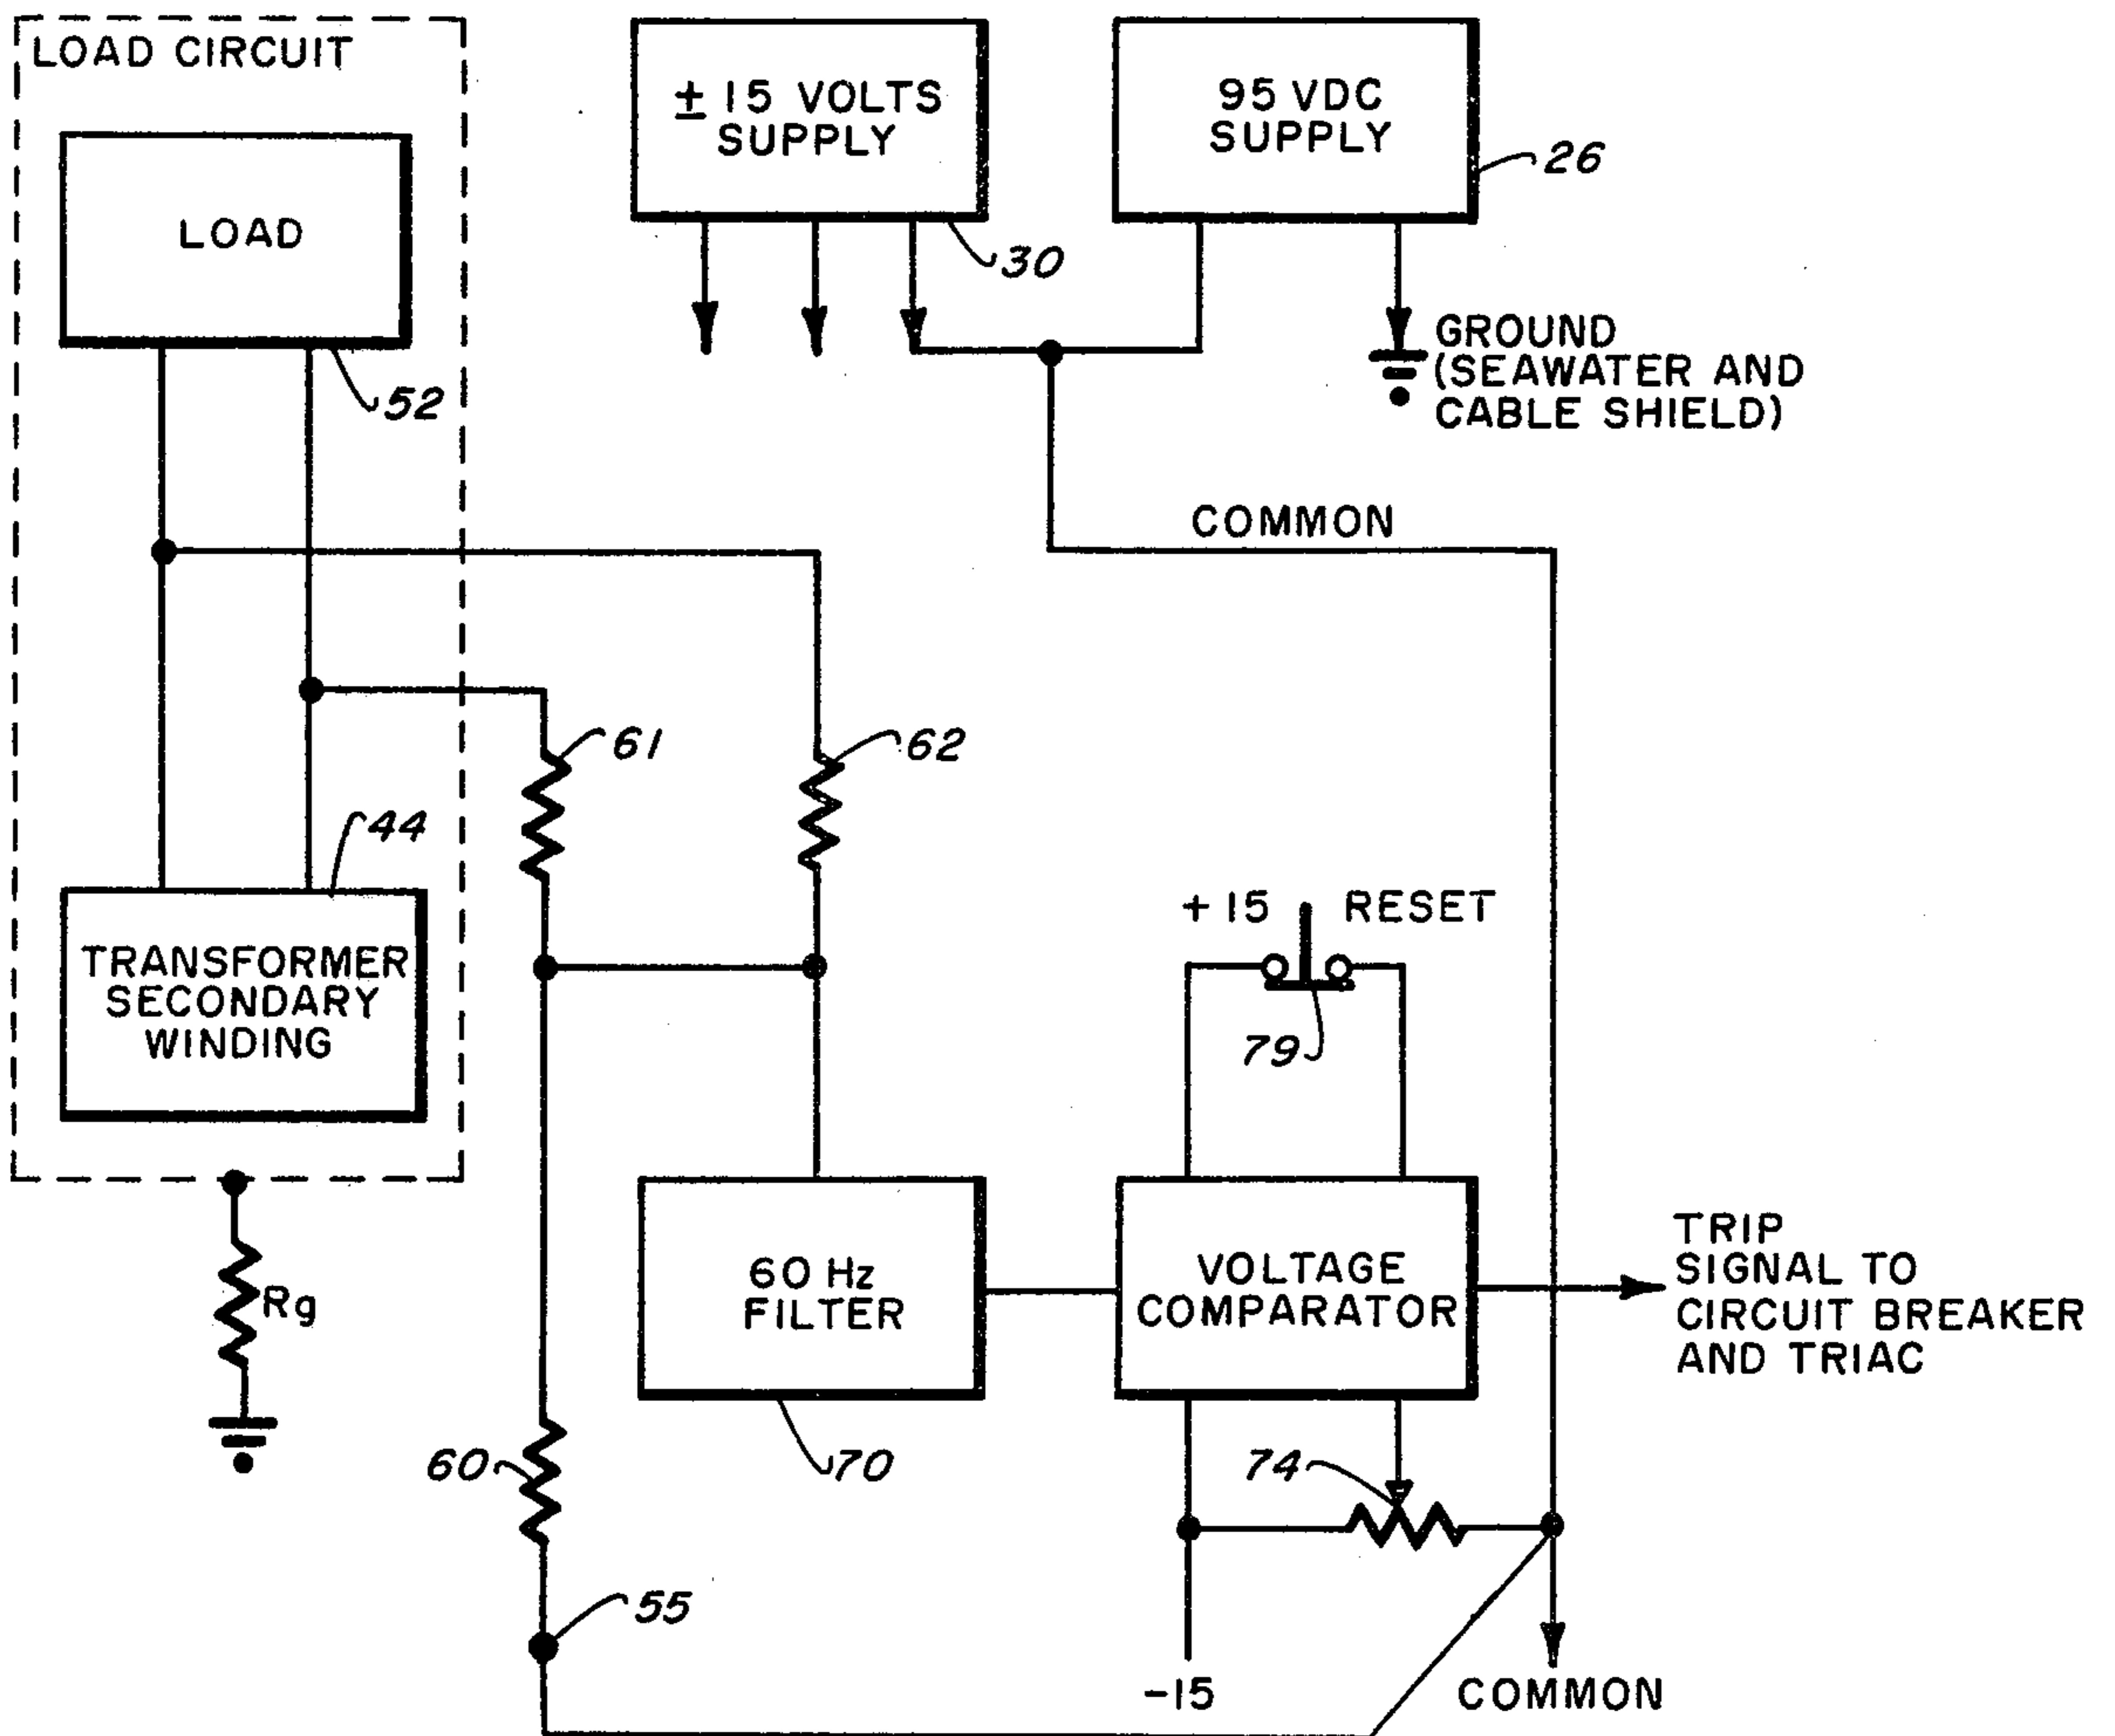 LOAD CIRCUIT
LOAD
52
± 15 VOLTS
SUPPLY
30
95 VDC
SUPPLY
26
GROUND
(SEAWATER AND
CABLE SHIELD)
COMMON
61
62
44
TRANSFORMER
SECONDARY
WINDING
+15 RESET
79
Rg
60 Hz
FILTER
70
VOLTAGE
COMPARATOR
TRIP
SIGNAL TO
CIRCUIT BREAKER
AND TRIAC
60
74
55
-15
COMMON